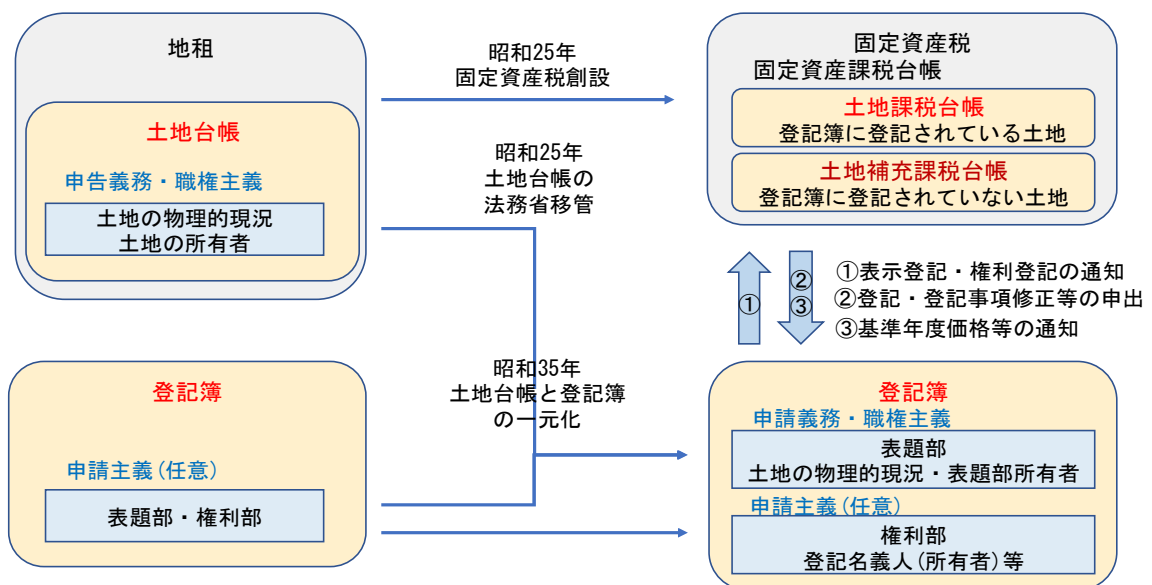 地租
土地台帳
申告義務・職権主義
土地の物理的現況
土地の所有者
昭和25年
固定資産税創設
昭和25年
土地台帳の
法務省移管
固定資産税
固定資産課税台帳
土地課税台帳
登記簿に登記されている土地
土地補充課税台帳
登記簿に登記されていない土地
①
②
③
①表示登記・権利登記の通知
②登記・登記事項修正等の申出
③基準年度価格等の通知
登記簿
申請主義(任意)
表題部・権利部
昭和35年
土地台帳と登記簿
の一元化
登記簿
申請義務・職権主義
表題部
土地の物理的現況・表題部所有者
申請主義(任意)
権利部
登記名義人(所有者)等